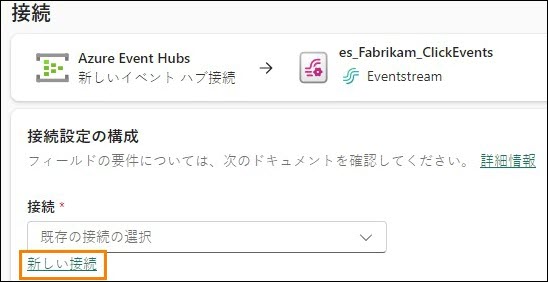 接続
Azure Event Hubs
新しいイベント ハブ接続
es_Fabrikam_ClickEvents
Eventstream
接続設定の構成
フィールドの要件については、次のドキュメントを確認してください。 詳細情報
接続 *
既存の接続の選択
新しい接続